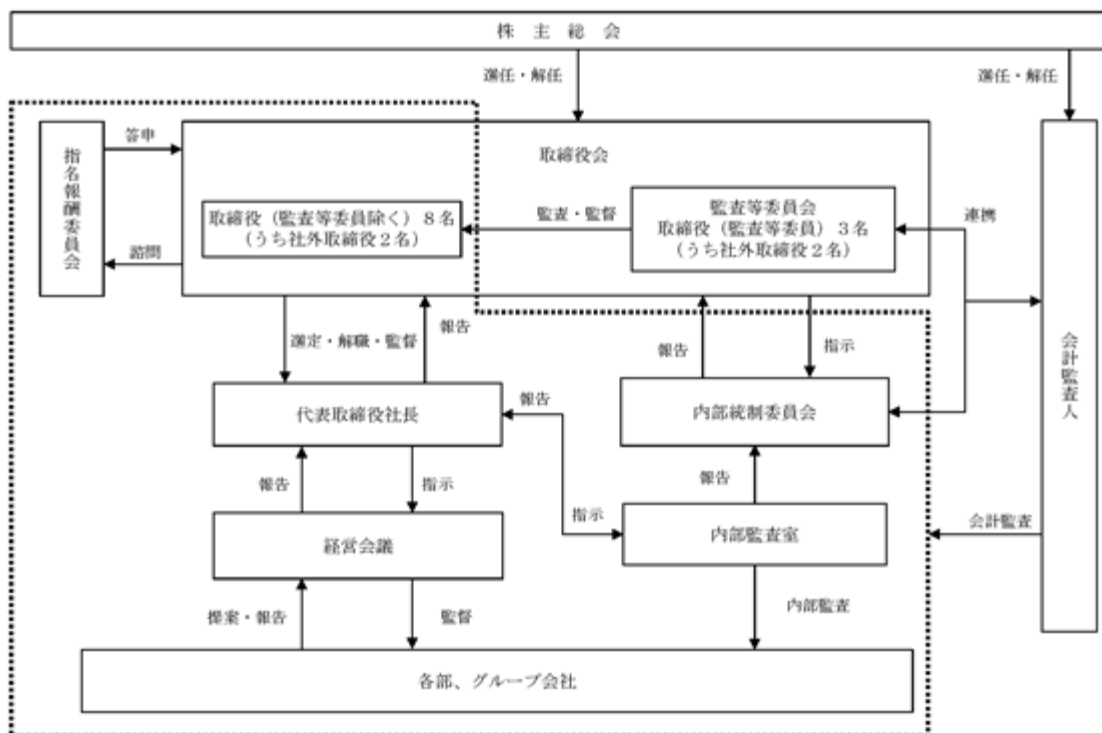 株主総会
選任・解任
選任・解任
指名報酬委員会
答申
諮問
取締役会
取締役（監査等委員除く）８名
（うち社外取締役２名）
監査・監督
監査等委員会
取締役（監査等委員）３名
（うち社外取締役２名）
連携
会計監査人
選定・解職・監督
報告
報告
指示
代表取締役社長
報告
内部統制委員会
報告
指示
報告
指示
会計監査
経営会議
内部監査室
提案・報告
監督
内部監査
各部、グループ会社